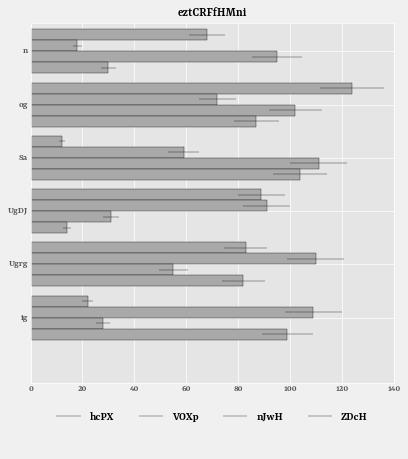 eztCRFfHMni
n
og
Sa
UgDJ
Ugrg
tg
0 20 40 60 80 100 120 140
hcPX VOXp nJwH ZDcH